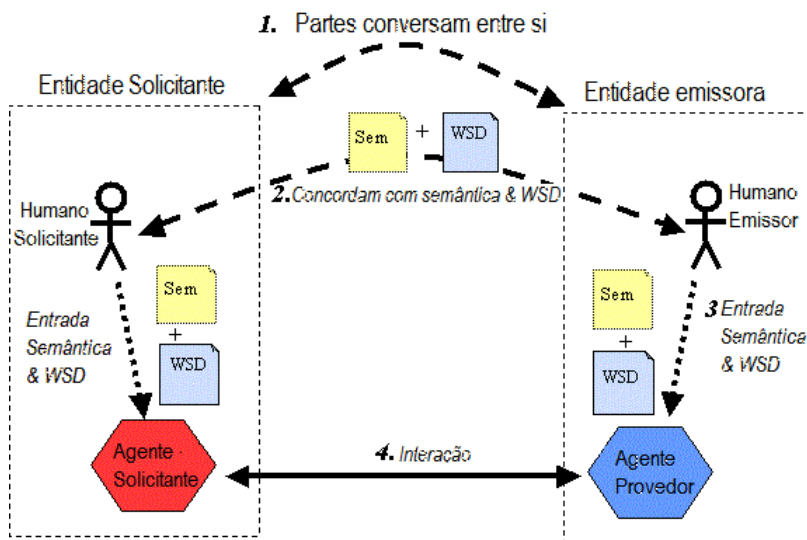 1. Partes conversam entre si
Entidade Solicitante
Entidade emissora
Sem
+
WSD
2. Concordam com semântica & WSD
Humano
Solicitante
Humano
Emissor
Entrada
Semântica
& WSD
Sem
+
WSD
Sem
+
WSD
3 Entrada
Semântica
& WSD
Agente -
Solicitante
4. Interação
Agente
Provedor